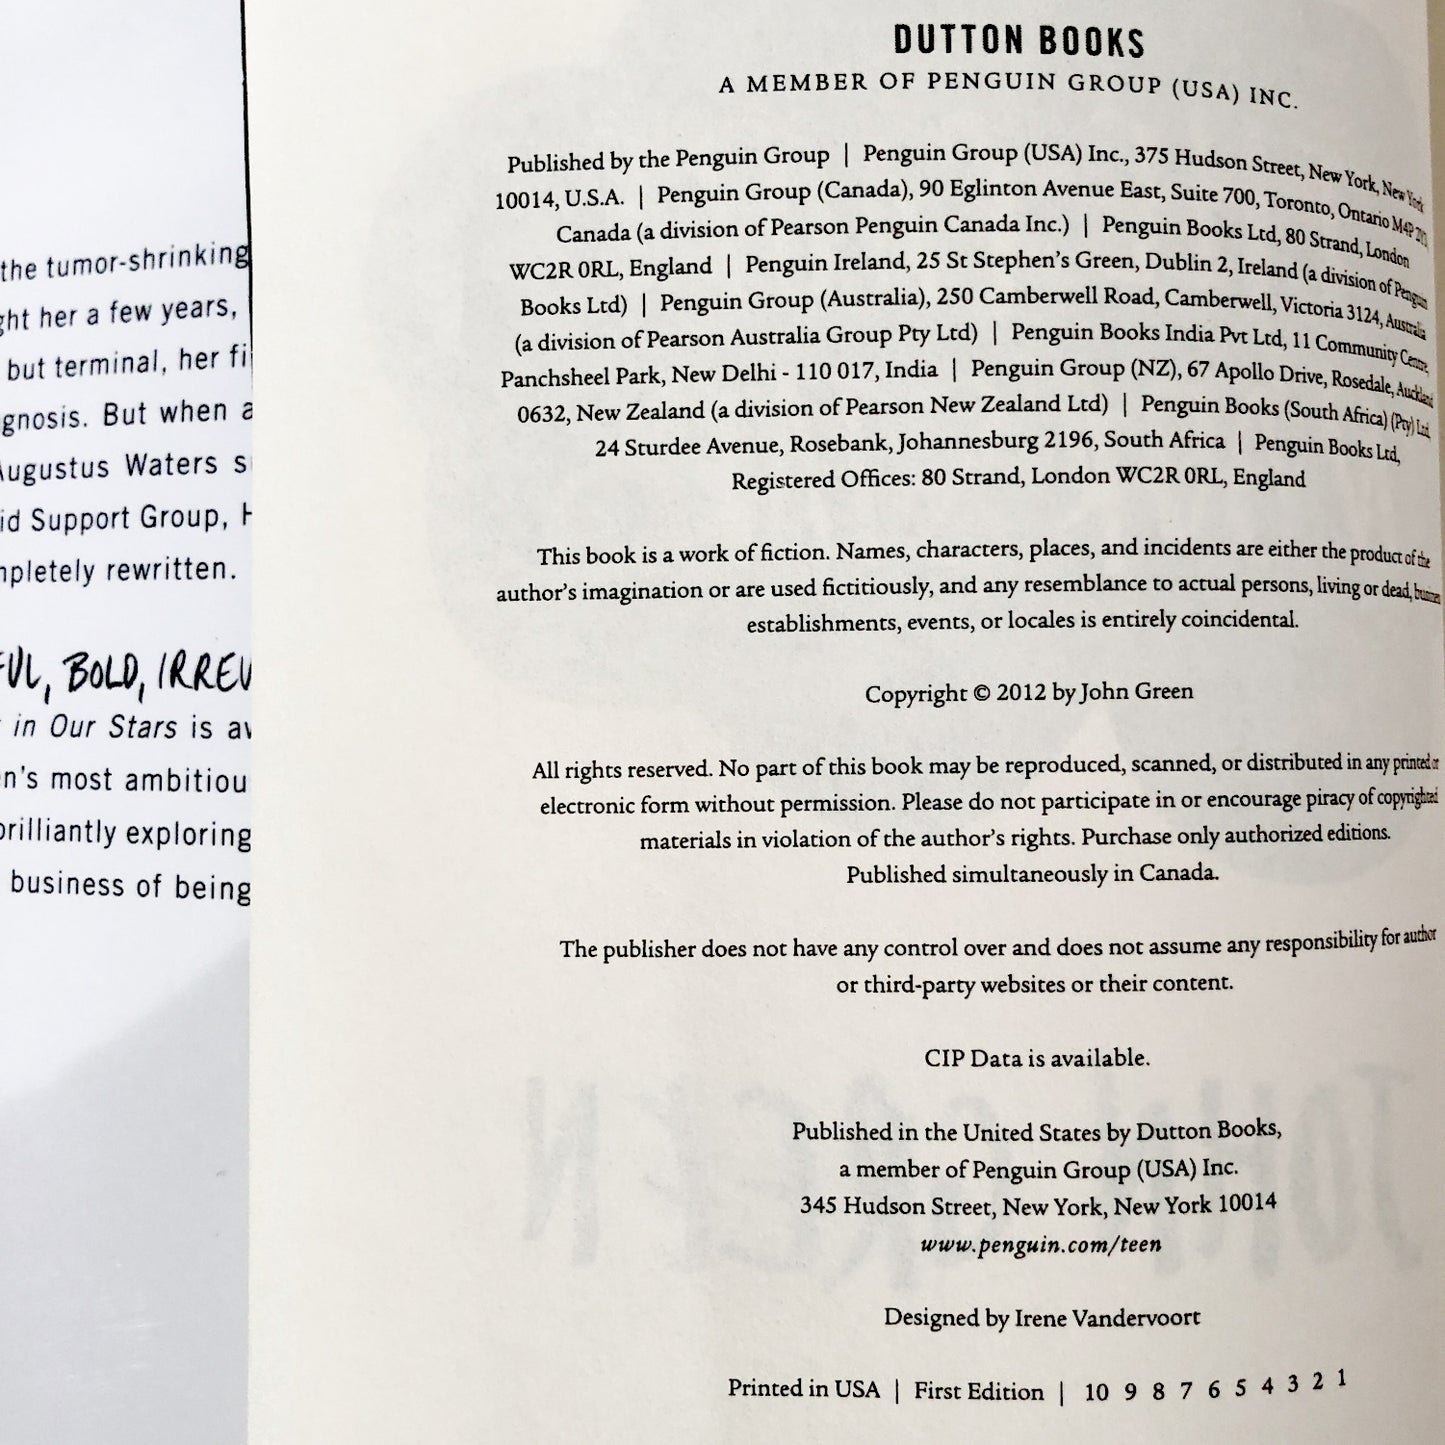 the tumor-shrinking
ght her a few years,
but terminal, her fi
gnosis. But when a
Augustus Waters s
id Support Group, H
mpletely rewritten.
FUL, BOLD, IRREV
in Our Stars is av
en's most ambitiou
brilliantly exploring
business of being
DUTTON BOOKS
A MEMBER OF PENGUIN GROUP (USA) INC.
Published by the Penguin Group | Penguin Group (USA) Inc., 375 Hudson Street, New York, New York
10014, U.S.A. | Penguin Group (Canada), 90 Eglinton Avenue East, Suite 700, Toronto, Ontario M4P 2Y3,
Canada (a division of Pearson Penguin Canada Inc.) | Penguin Books Ltd, 80 Strand, London
WC2R 0RL, England | Penguin Ireland, 25 St Stephen's Green, Dublin 2, Ireland (a division of Penguin
Books Ltd) | Penguin Group (Australia), 250 Camberwell Road, Camberwell, Victoria 3124, Australia
(a division of Pearson Australia Group Pty Ltd) | Penguin Books India Pvt Ltd, 11 Community Centre,
Panchsheel Park, New Delhi - 110 017, India | Penguin Group (NZ), 67 Apollo Drive, Rosedale, Auckland
0632, New Zealand (a division of Pearson New Zealand Ltd) | Penguin Books (South Africa) (Pty) Ltd,
24 Sturdee Avenue, Rosebank, Johannesburg 2196, South Africa | Penguin Books Ltd,
Registered Offices: 80 Strand, London WC2R 0RL, England
This book is a work of fiction. Names, characters, places, and incidents are either the product of the
author's imagination or are used fictitiously, and any resemblance to actual persons, living or dead, business
establishments, events, or locales is entirely coincidental.
Copyright © 2012 by John Green
All rights reserved. No part of this book may be reproduced, scanned, or distributed in any printed or
electronic form without permission. Please do not participate in or encourage piracy of copyrighted
materials in violation of the author's rights. Purchase only authorized editions.
Published simultaneously in Canada.
The publisher does not have any control over and does not assume any responsibility for author
or third-party websites or their content.
CIP Data is available.
Published in the United States by Dutton Books,
a member of Penguin Group (USA) Inc.
345 Hudson Street, New York, New York 10014
www.penguin.com/teen
Designed by Irene Vandervoort
Printed in USA | First Edition | 10 9 8 7 6 5 4 3 2 1